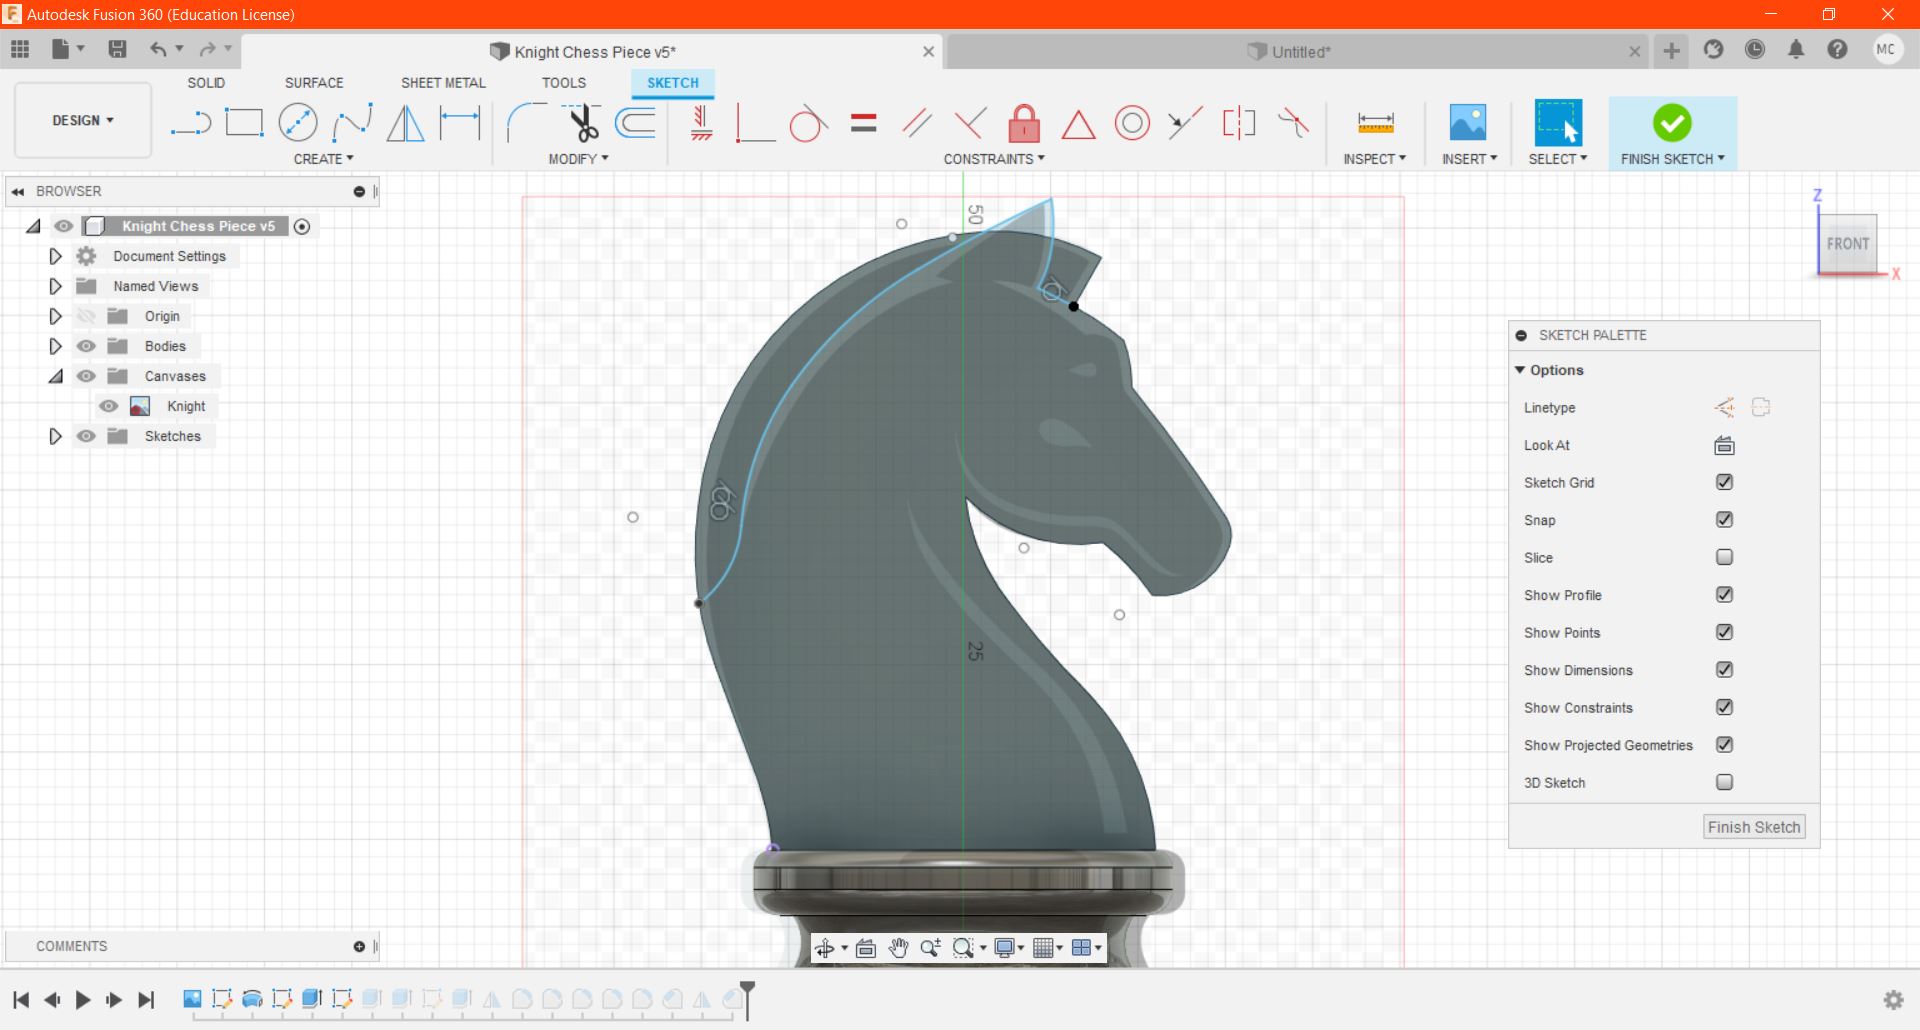 Autodesk Fusion 360 (Education License)
Knight Chess Piece v5*
Untitled*
MC
DESIGN
SOLID
SURFACE
SHEET METAL
TOOLS
SKETCH
CREATE
MODIFY
CONSTRAINTS
INSPECT
INSERT
SELECT
FINISH SKETCH
BROWSER
Knight Chess Piece v5
Document Settings
Named Views
Origin
Bodies
Canvases
Knight
Sketches
50
25
Z
FRONT
X
SKETCH PALETTE
Options
Linetype
Look At
Sketch Grid
Snap
Slice
Show Profile
Show Points
Show Dimensions
Show Constraints
Show Projected Geometries
3D Sketch
Finish Sketch
COMMENTS